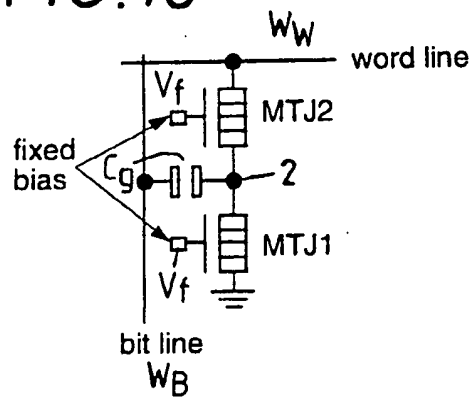 W_W
word line
V_f
MTJ2
fixed
bias
C_g
2
MTJ1
V_f
bit line
W_B